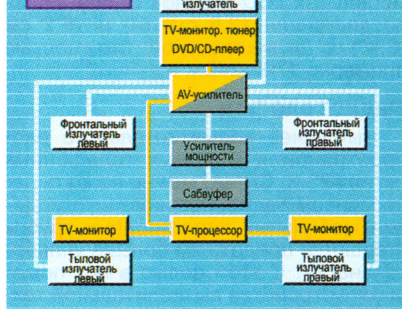 излучатель
TV-монитор. тюнер
DVD/CD-плеер
AV-усилитель
Фронтальный
излучатель
левый
Фронтальный
излучатель
правый
Усилитель
мощности
Сабвуфер
TV-монитор
TV-процессор
TV-монитор
Тыловой
излучатель
левый
Тыловой
излучатель
правый